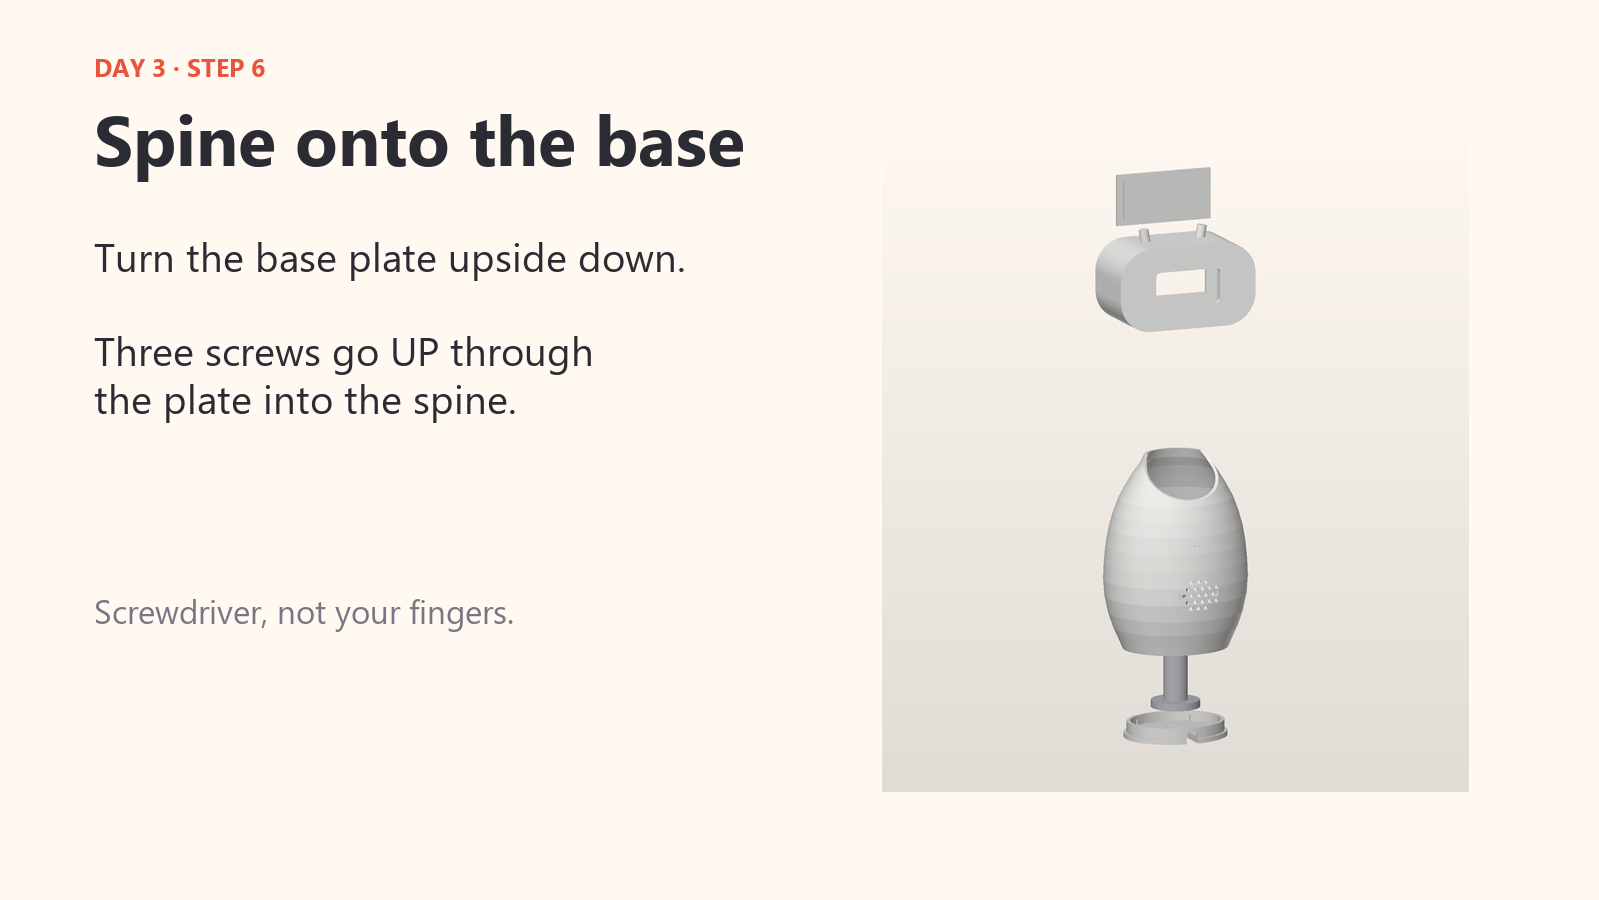 DAY 3 · STEP 6
Spine onto the base
Turn the base plate upside down.
Three screws go UP through
the plate into the spine.
Screwdriver, not your fingers.